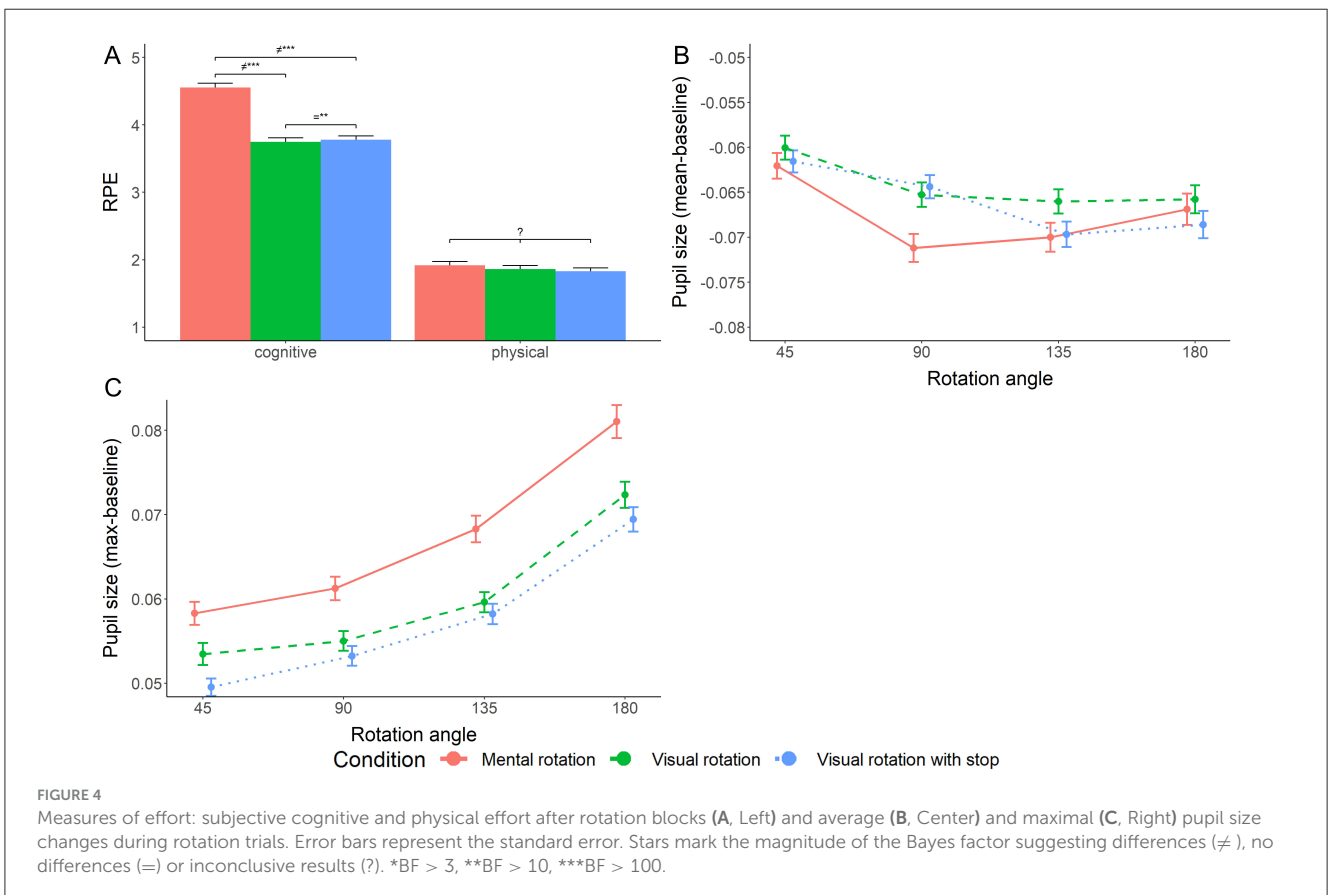 A
5
4
3
2
1
RPE
≠***
≠***
=**
?
cognitive
physical
B
-0.05
-0.055
-0.06
-0.065
-0.07
-0.075
-0.08
Pupil size (mean-baseline)
45 90 135 180
Rotation angle
C
0.08
0.07
0.06
0.05
Pupil size (max-baseline)
45 90 135 180
Rotation angle
Condition Mental rotation Visual rotation Visual rotation with stop
FIGURE 4
Measures of effort: subjective cognitive and physical effort after rotation blocks (A, Left) and average (B, Center) and maximal (C, Right) pupil size
changes during rotation trials. Error bars represent the standard error. Stars mark the magnitude of the Bayes factor suggesting differences (≠ ), no
differences (=) or inconclusive results (?). *BF > 3, **BF > 10, ***BF > 100.